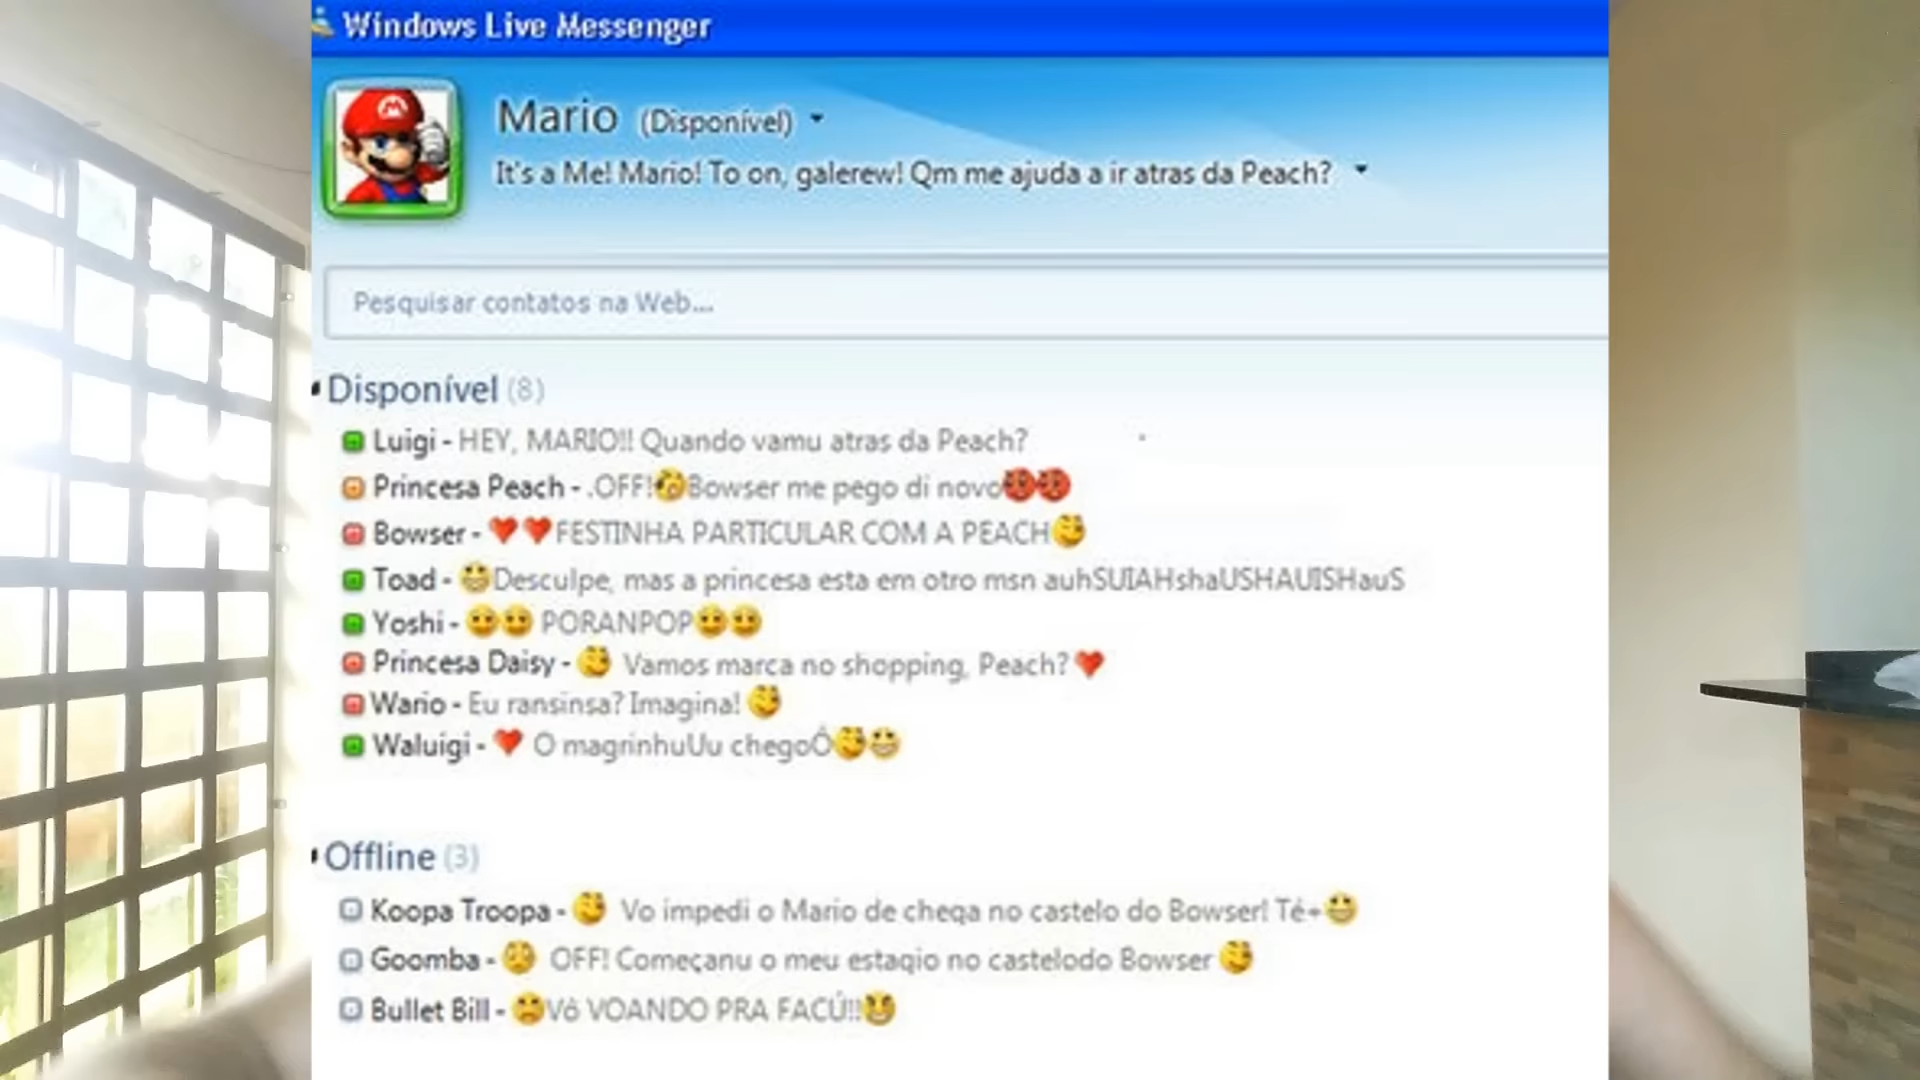 Windows Live Messenger
Mario (Disponível)
It's a Me! Mario! To on, galerew! Qm me ajuda a ir atras da Peach?
Pesquisar contatos na Web...
Disponível (8)
Luigi - HEY, MARIO!! Quando vamu atras da Peach?
Princesa Peach - .OFF! Bowser me pego di novo
Bowser - FESTINHA PARTICULAR COM A PEACH
Toad - Desculpe, mas a princesa esta em otro msn auhSUIAHshaUSHAUISHauS
Yoshi - PORANPOP
Princesa Daisy - Vamos marca no shopping, Peach?
Wario - Eu ransinsa? Imagina!
Waluigi - O magrinhuUu chegoÔ
Offline (3)
Koopa Troopa - Vo impedi o Mario de chega no castelo do Bowser! Té+
Goomba - OFF! Começanu o meu estagio no castelodo Bowser
Bullet Bill - Vô VOANDO PRA FACÚ!!